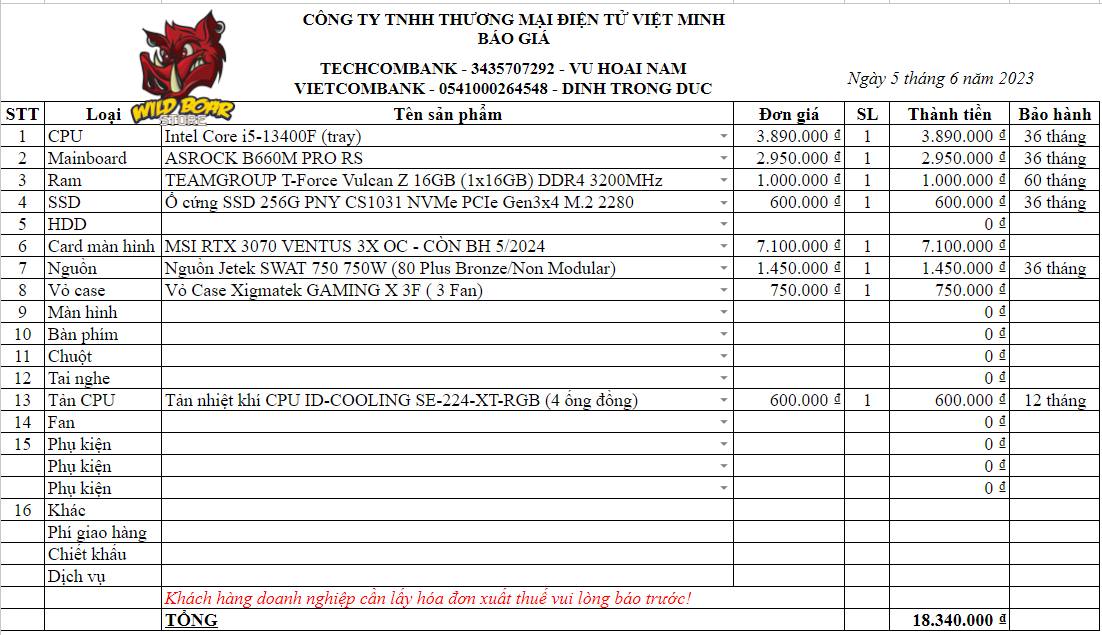 CÔNG TY TNHH THƯƠNG MẠI ĐIỆN TỬ VIỆT MINH
BÁO GIÁ
TECHCOMBANK - 3435707292 - VU HOAI NAM
VIETCOMBANK - 0541000264548 - DINH TRONG DUC
Ngày 5 tháng 6 năm 2023
WILD BOAR
STORE
STT Loại Tên sản phẩm Đơn giá SL Thành tiền Bảo hành
1 CPU Intel Core i5-13400F (tray) 3.890.000 ₫ 1 3.890.000 ₫ 36 tháng
2 Mainboard ASROCK B660M PRO RS 2.950.000 ₫ 1 2.950.000 ₫ 36 tháng
3 Ram TEAMGROUP T-Force Vulcan Z 16GB (1x16GB) DDR4 3200MHz 1.000.000 ₫ 1 1.000.000 ₫ 60 tháng
4 SSD Ổ cứng SSD 256G PNY CS1031 NVMe PCIe Gen3x4 M.2 2280 600.000 ₫ 1 600.000 ₫ 36 tháng
5 HDD 0 ₫
6 Card màn hình MSI RTX 3070 VENTUS 3X OC - CÒN BH 5/2024 7.100.000 ₫ 1 7.100.000 ₫
7 Nguồn Nguồn Jetek SWAT 750 750W (80 Plus Bronze/Non Modular) 1.450.000 ₫ 1 1.450.000 ₫ 36 tháng
8 Vỏ case Vỏ Case Xigmatek GAMING X 3F ( 3 Fan) 750.000 ₫ 1 750.000 ₫
9 Màn hình 0 ₫
10 Bàn phím 0 ₫
11 Chuột 0 ₫
12 Tai nghe 0 ₫
13 Tản CPU Tản nhiệt khí CPU ID-COOLING SE-224-XT-RGB (4 ống đồng) 600.000 ₫ 1 600.000 ₫ 12 tháng
14 Fan 0 ₫
15 Phụ kiện 0 ₫
Phụ kiện 0 ₫
Phụ kiện 0 ₫
16 Khác
Phí giao hàng
Chiết khấu
Dịch vụ
Khách hàng doanh nghiệp cần lấy hóa đơn xuất thuế vui lòng báo trước!
TỔNG 18.340.000 ₫